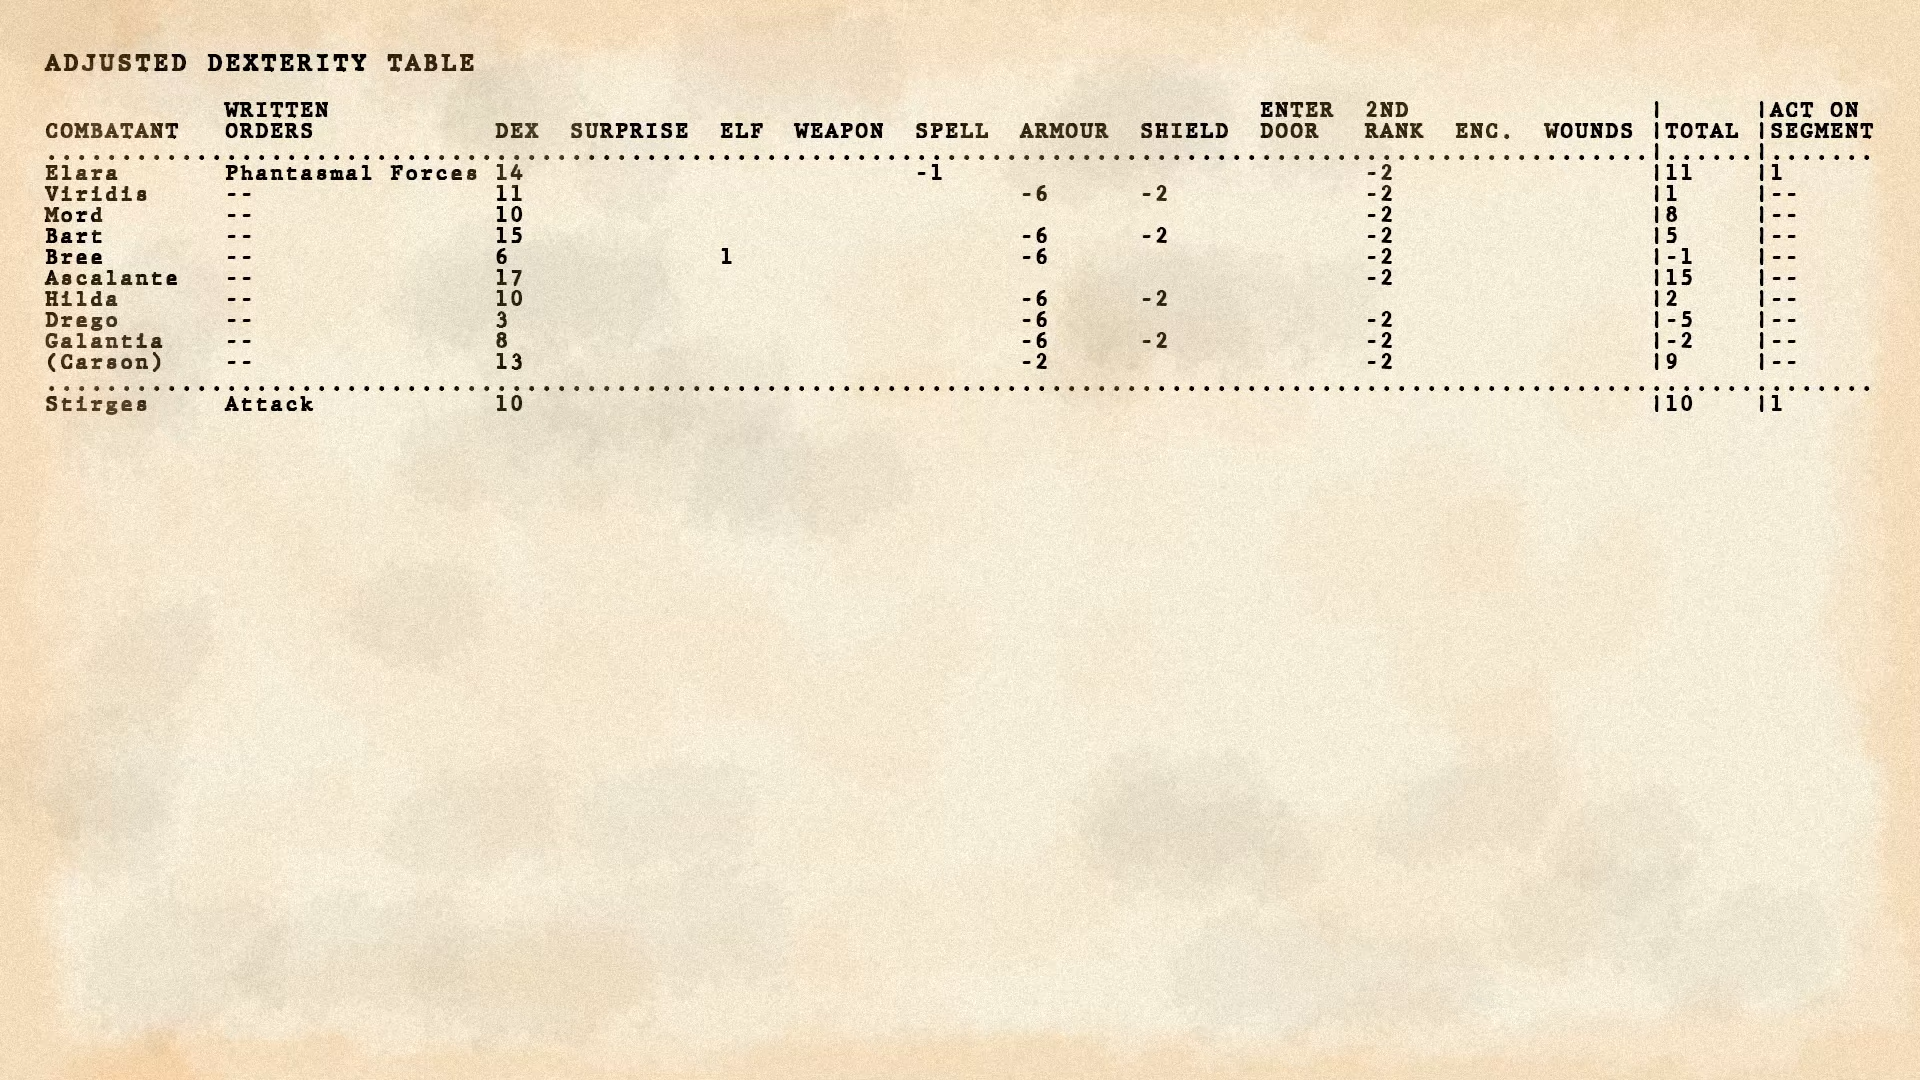 ADJUSTED DEXTERITY TABLE
WRITTEN ENTER 2ND | |ACT ON
COMBATANT ORDERS DEX SURPRISE ELF WEAPON SPELL ARMOUR SHIELD DOOR RANK ENC. WOUNDS |TOTAL |SEGMENT
Elara Phantasmal Forces 14 -1 -2 |11 |1
Viridis -- 11 -6 -2 -2 |1 |--
Mord -- 10 -2 |8 |--
Bart -- 15 -6 -2 -2 |5 |--
Bree -- 6 1 -6 -2 |-1 |--
Ascalante -- 17 -2 |15 |--
Hilda -- 10 -6 -2 |2 |--
Drego -- 3 -6 -2 |-5 |--
Galantia -- 8 -6 -2 -2 |-2 |--
(Carson) -- 13 -2 -2 |9 |--
Stirges Attack 10 |10 |1